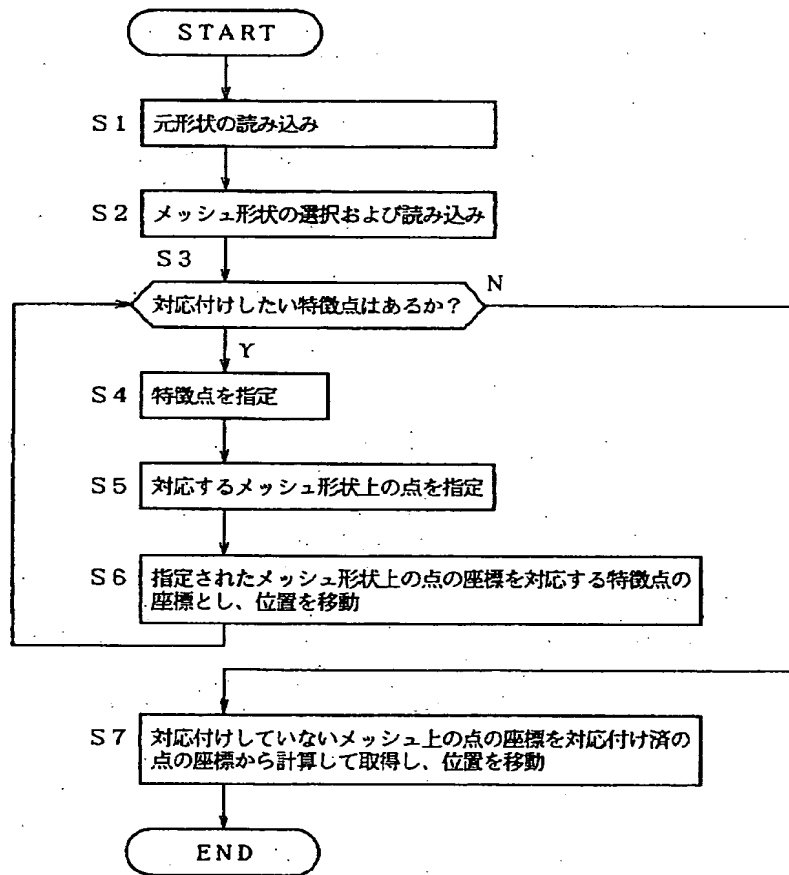 START
S1 元形状の読み込み
S2 メッシュ形状の選択および読み込み
S3
対応付けしたい特徴点はあるか？ N
Y
S4 特徴点を指定
S5 対応するメッシュ形状上の点を指定
S6 指定されたメッシュ形状上の点の座標を対応する特徴点の
座標とし、位置を移動
S7 対応付けしていないメッシュ上の点の座標を対応付け済の
点の座標から計算して取得し、位置を移動
END